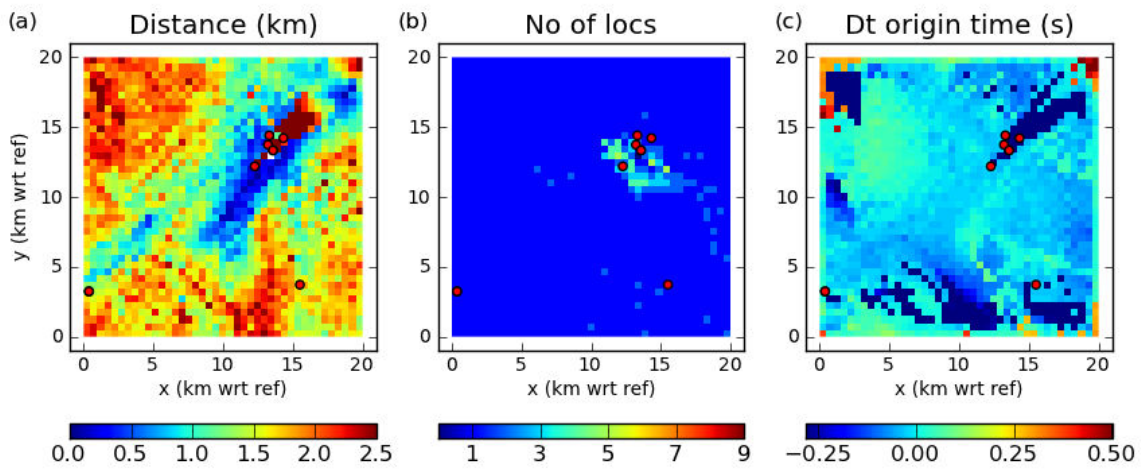 (a) Distance (km)
20
15
10
5
0
y (km wrt ref)
0 5 10 15 20
x (km wrt ref)
0.0 0.5 1.0 1.5 2.0 2.5
(b) No of locs
20
15
10
5
0
0 5 10 15 20
x (km wrt ref)
1 3 5 7 9
(c) Dt origin time (s)
20
15
10
5
0
0 5 10 15 20
x (km wrt ref)
−0.25 0.00 0.25 0.50